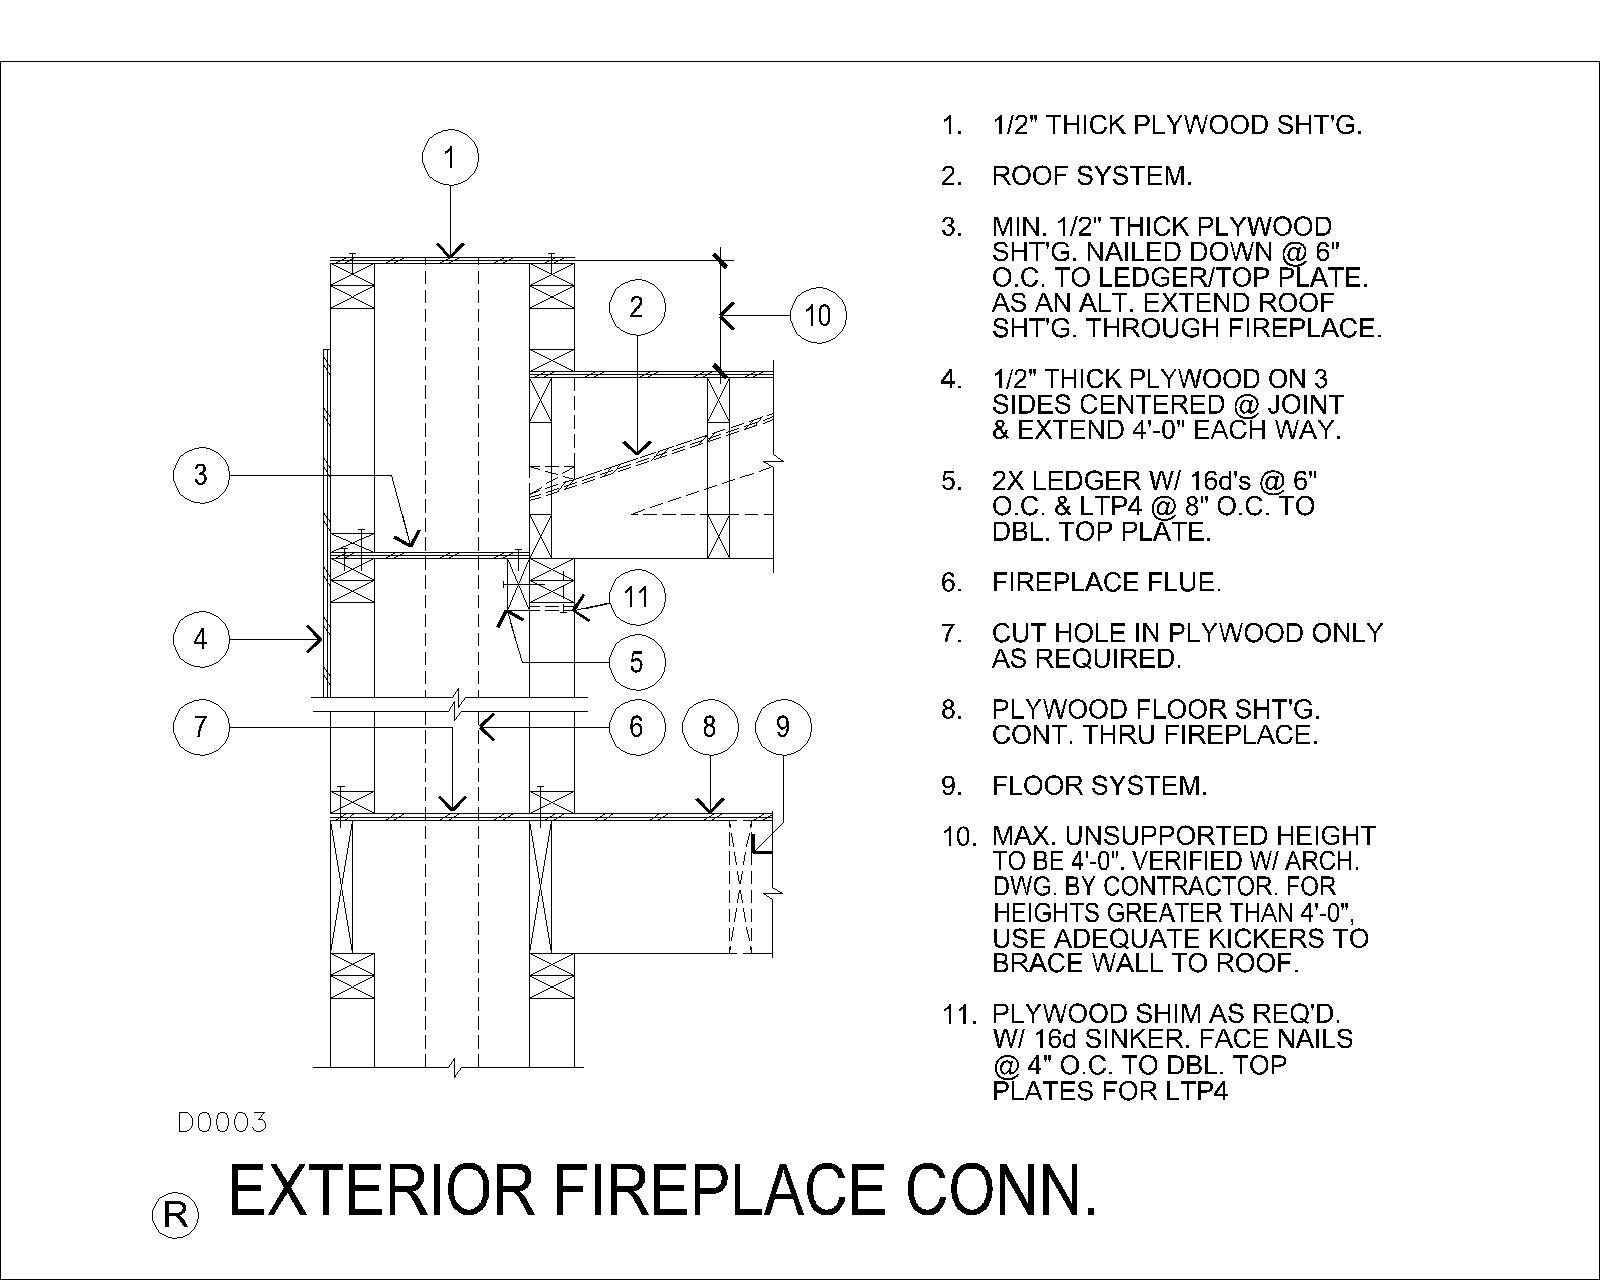 1. 1/2" THICK PLYWOOD SHT'G.
2. ROOF SYSTEM.
3. MIN. 1/2" THICK PLYWOOD
SHT'G. NAILED DOWN @ 6"
O.C. TO LEDGER/TOP PLATE.
AS AN ALT. EXTEND ROOF
SHT'G. THROUGH FIREPLACE.
4. 1/2" THICK PLYWOOD ON 3
SIDES CENTERED @ JOINT
& EXTEND 4'-0" EACH WAY.
5. 2X LEDGER W/ 16d's @ 6"
O.C. & LTP4 @ 8" O.C. TO
DBL. TOP PLATE.
6. FIREPLACE FLUE.
7. CUT HOLE IN PLYWOOD ONLY
AS REQUIRED.
8. PLYWOOD FLOOR SHT'G.
CONT. THRU FIREPLACE.
9. FLOOR SYSTEM.
10. MAX. UNSUPPORTED HEIGHT
TO BE 4'-0". VERIFIED W/ ARCH.
DWG. BY CONTRACTOR. FOR
HEIGHTS GREATER THAN 4'-0",
USE ADEQUATE KICKERS TO
BRACE WALL TO ROOF.
11. PLYWOOD SHIM AS REQ'D.
W/ 16d SINKER. FACE NAILS
@ 4" O.C. TO DBL. TOP
PLATES FOR LTP4
1
2
10
3
11
4
5
7
6
8
9
D0003
R EXTERIOR FIREPLACE CONN.